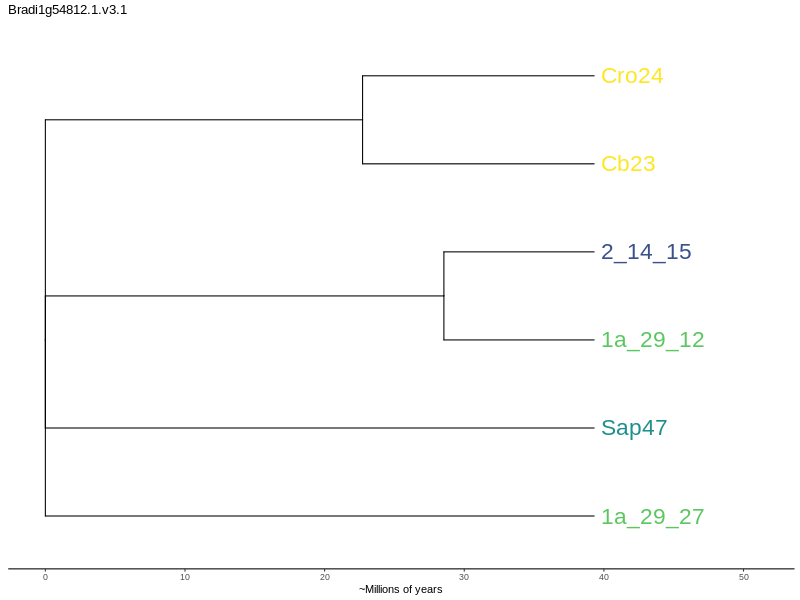 Bradi1g54812.1.v3.1
Cro24
Cb23
2_14_15
1a_29_12
Sap47
1a_29_27
0 10 20 30 40 50
~Millions of years